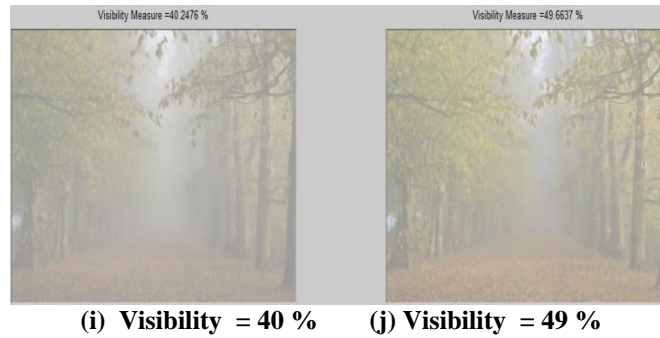 Visibility Measure =40.2476 % Visibility Measure =49.6637 %
(i) Visibility = 40 % (j) Visibility = 49 %